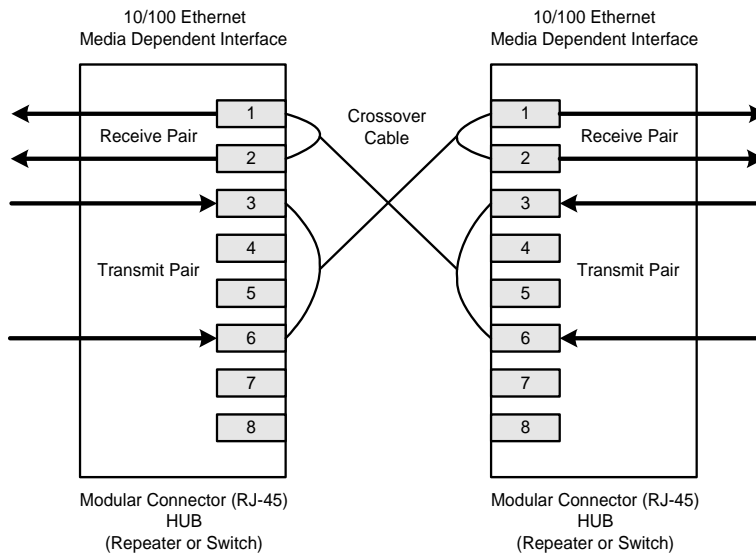 10/100 Ethernet
Media Dependent Interface
10/100 Ethernet
Media Dependent Interface
1
Receive Pair
2
3
4
Transmit Pair
5
6
7
8
Crossover
Cable
1
Receive Pair
2
3
4
Transmit Pair
5
6
7
8
Modular Connector (RJ-45)
HUB
(Repeater or Switch)
Modular Connector (RJ-45)
HUB
(Repeater or Switch)